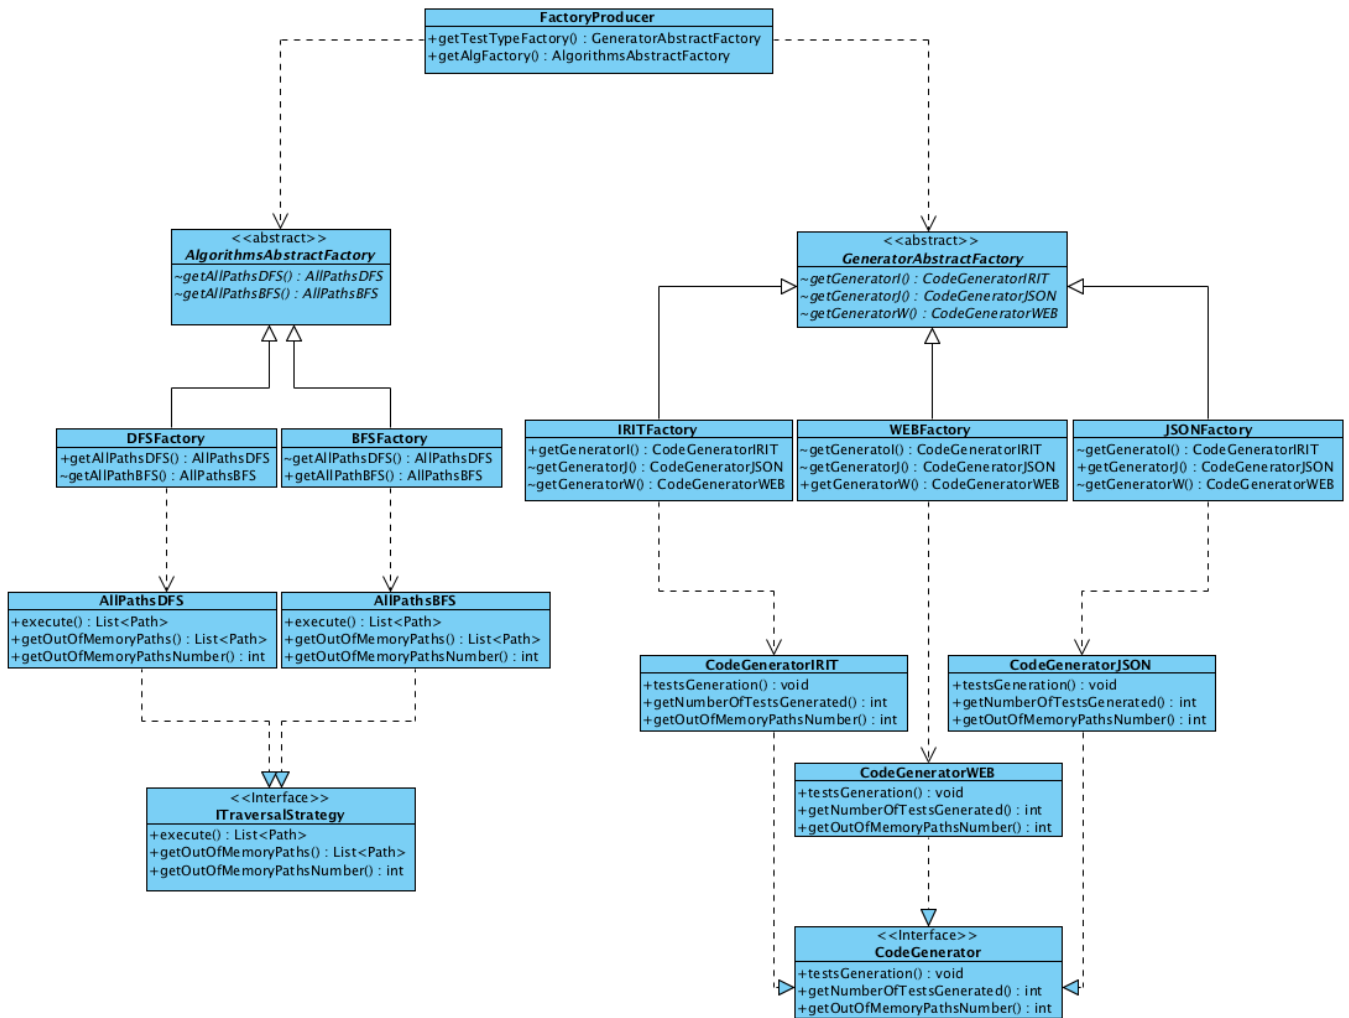 FactoryProducer
+getTestTypeFactory() : GeneratorAbstractFactory
+getAlgFactory() : AlgorithmsAbstractFactory
<<abstract>>
AlgorithmsAbstractFactory
~getAllPathsDFS() : AllPathsDFS
~getAllPathsBFS() : AllPathsBFS
<<abstract>>
GeneratorAbstractFactory
~getGeneratorI() : CodeGeneratorIRIT
~getGeneratorJ() : CodeGeneratorJSON
~getGeneratorW() : CodeGeneratorWEB
DFSFactory
+getAllPathsDFS() : AllPathsDFS
~getAllPathBFS() : AllPathsBFS
BFSFactory
~getAllPathsDFS() : AllPathsDFS
+getAllPathBFS() : AllPathsBFS
IRITFactory
+getGeneratorI() : CodeGeneratorIRIT
~getGeneratorJ() : CodeGeneratorJSON
~getGeneratorW() : CodeGeneratorWEB
WEBFactory
~getGeneratoI() : CodeGeneratorIRIT
~getGeneratorJ() : CodeGeneratorJSON
+getGeneratorW() : CodeGeneratorWEB
JSONFactory
~getGeneratoI() : CodeGeneratorIRIT
+getGeneratorJ() : CodeGeneratorJSON
~getGeneratorW() : CodeGeneratorWEB
AllPathsDFS
+execute() : List<Path>
+getOutOfMemoryPaths() : List<Path>
+getOutOfMemoryPathsNumber() : int
AllPathsBFS
+execute() : List<Path>
+getOutOfMemoryPaths() : List<Path>
+getOutOfMemoryPathsNumber() : int
CodeGeneratorIRIT
+testsGeneration() : void
+getNumberOfTestsGenerated() : int
+getOutOfMemoryPathsNumber() : int
CodeGeneratorJSON
+testsGeneration() : void
+getNumberOfTestsGenerated() : int
+getOutOfMemoryPathsNumber() : int
CodeGeneratorWEB
+testsGeneration() : void
+getNumberOfTestsGenerated() : int
+getOutOfMemoryPathsNumber() : int
<<Interface>>
ITraversalStrategy
+execute() : List<Path>
+getOutOfMemoryPaths() : List<Path>
+getOutOfMemoryPathsNumber() : int
<<Interface>>
CodeGenerator
+testsGeneration() : void
+getNumberOfTestsGenerated() : int
+getOutOfMemoryPathsNumber() : int